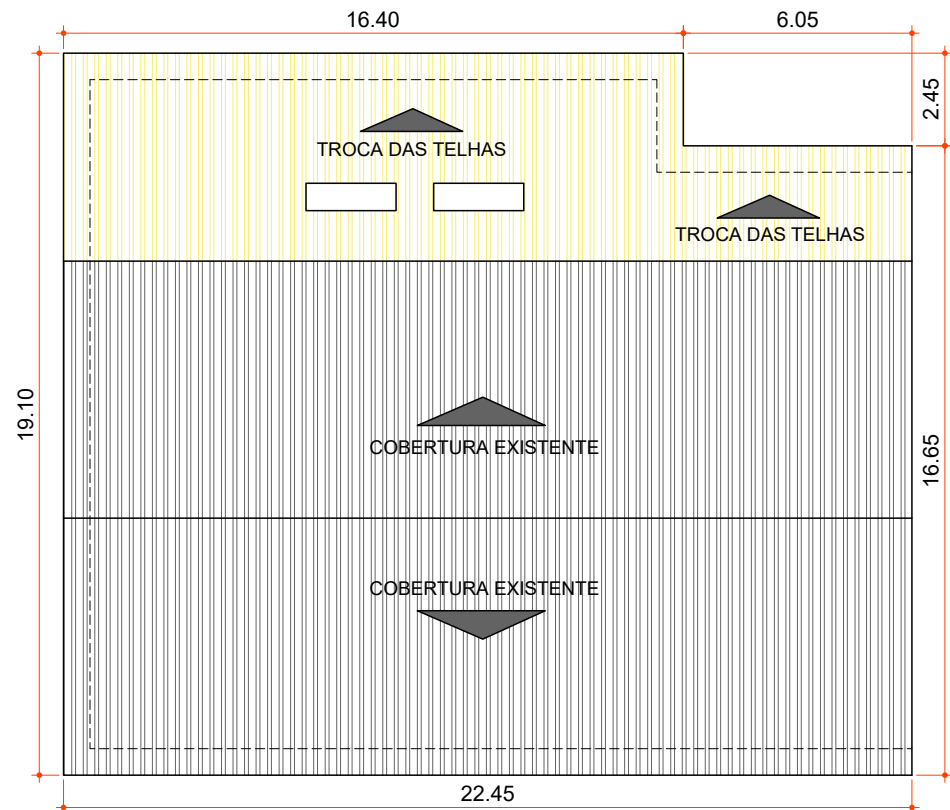 16.40
6.05
2.45
TROCA DAS TELHAS
TROCA DAS TELHAS
19.10
COBERTURA EXISTENTE
16.65
COBERTURA EXISTENTE
22.45